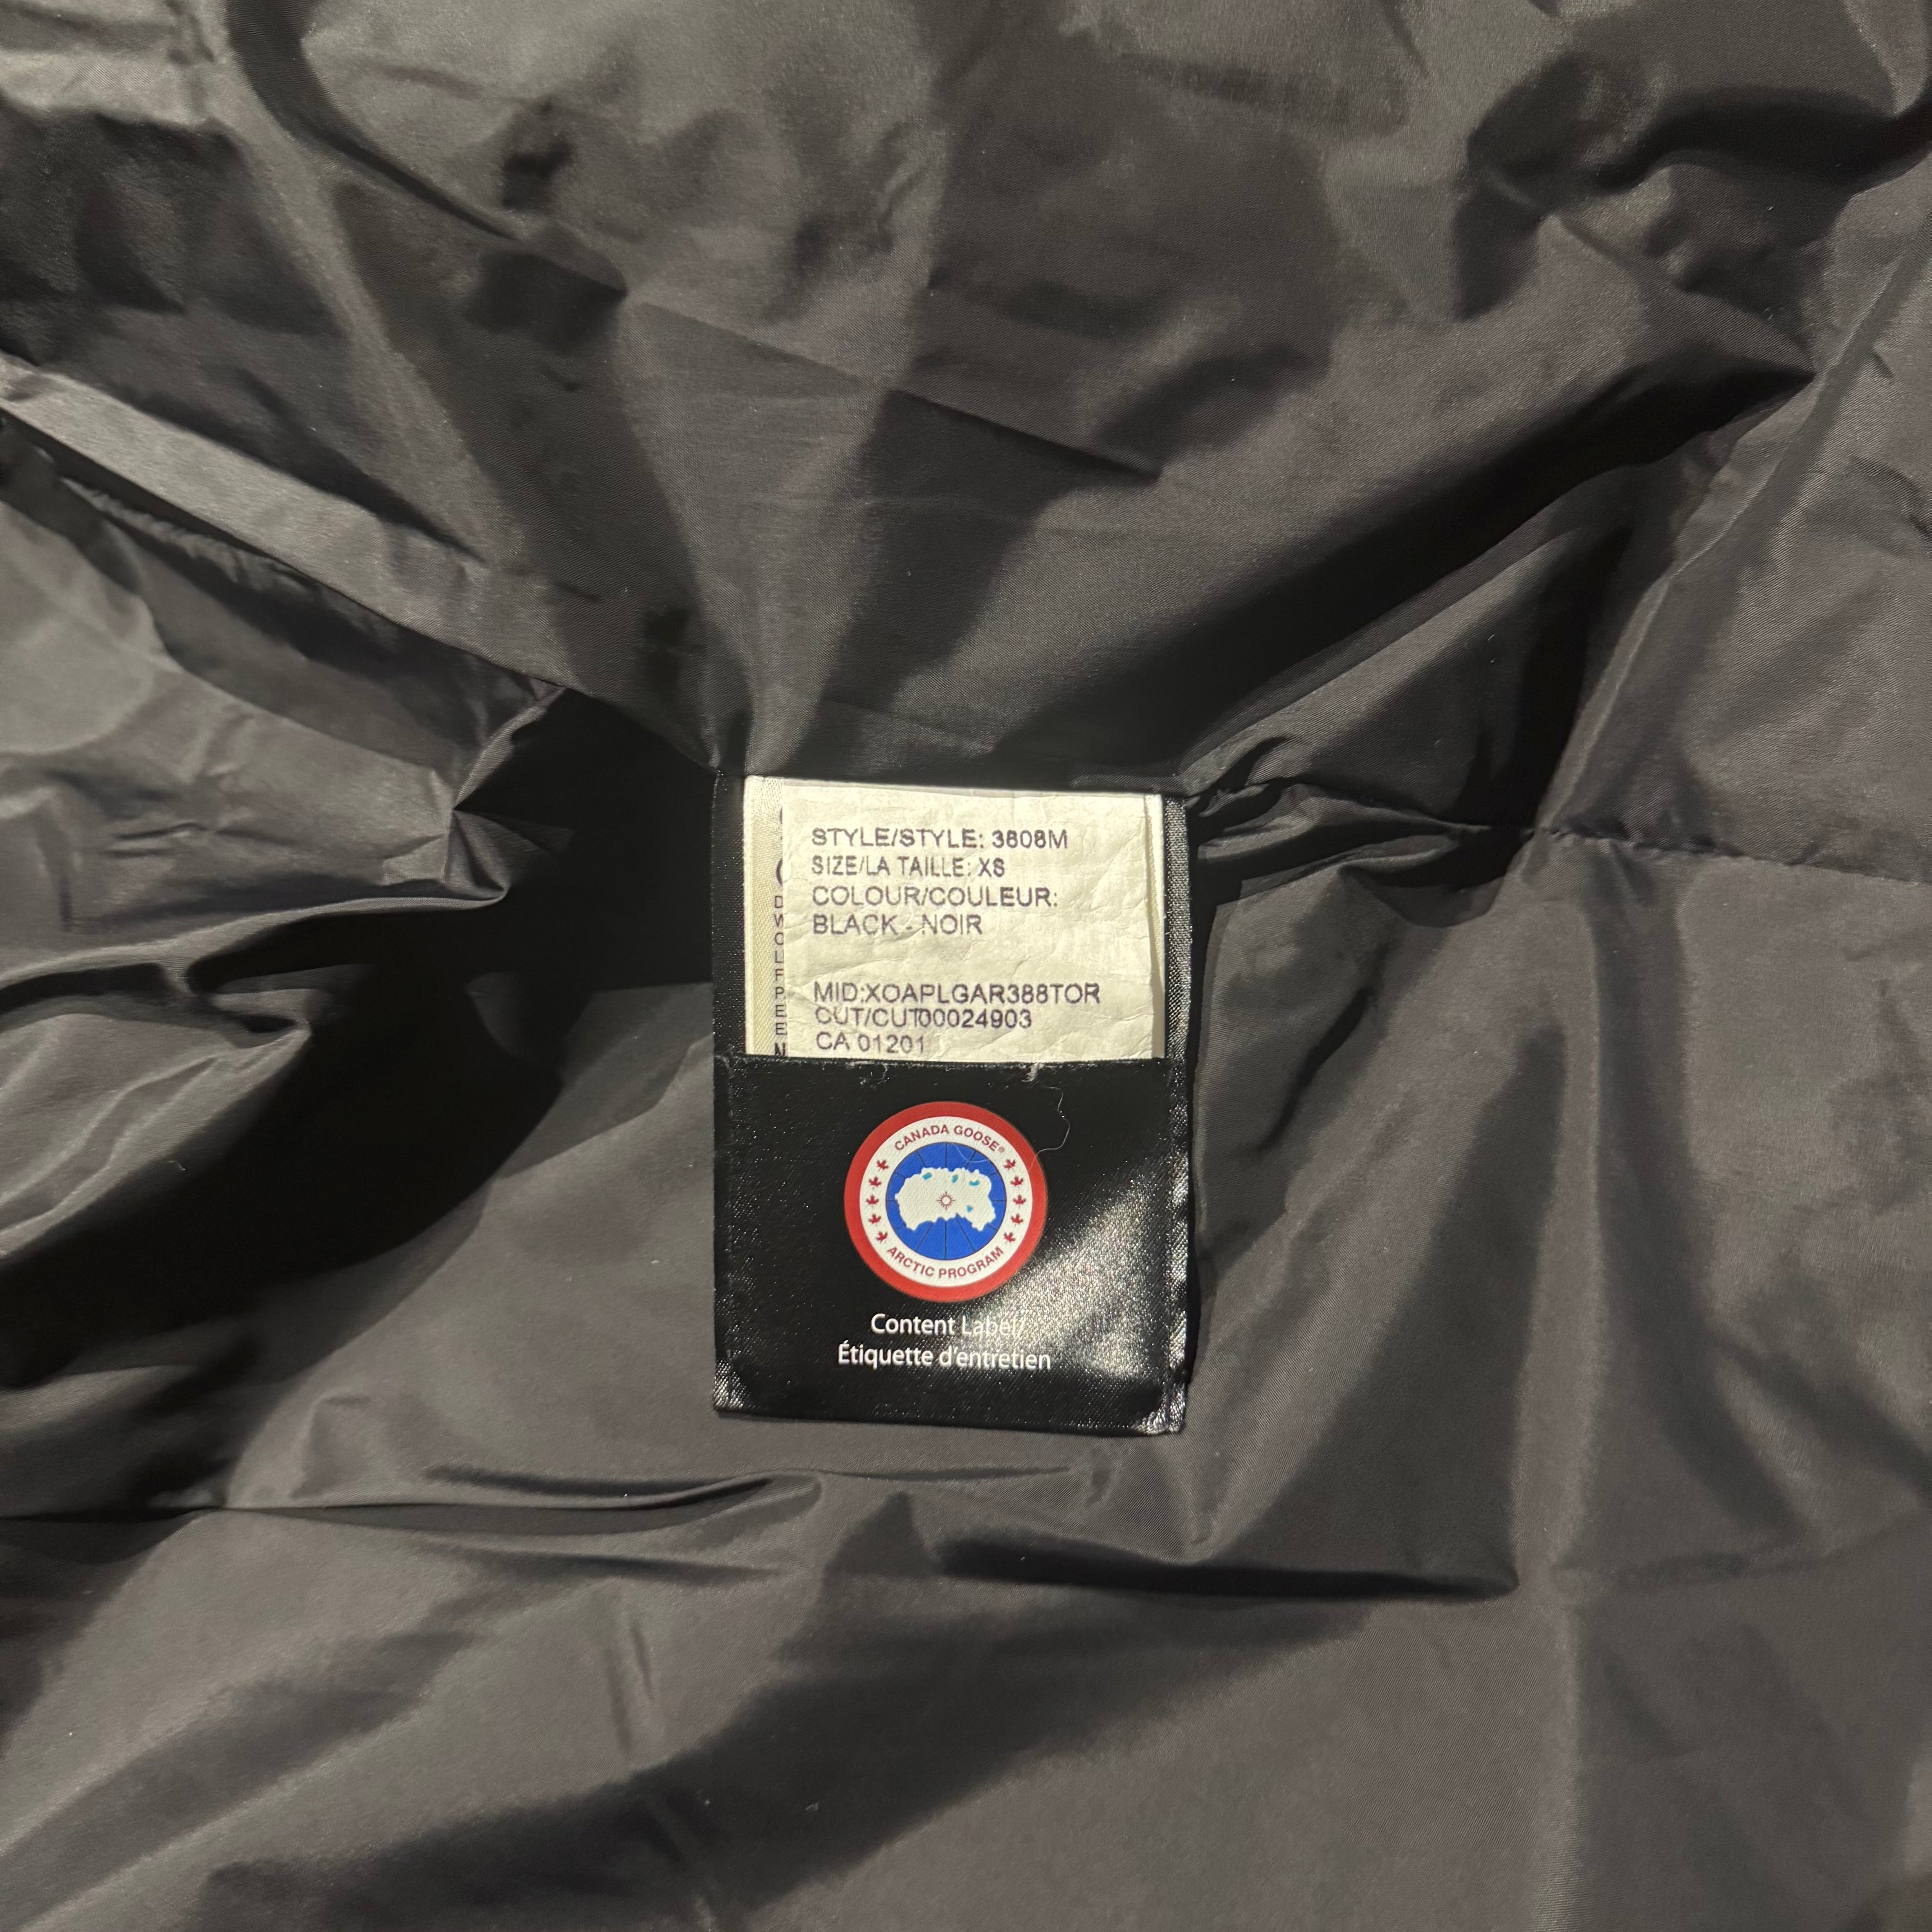 STYLE/STYLE: 3808M
SIZE/LA TAILLE: XS
COLOUR/COULEUR:
BLACK - NOIR
MID:XOAPLGAR388TOR
CUT/CUT00024903
CA 01201
CANADA GOOSE®
ARCTIC PROGRAM
Content Label/
Étiquette d'entretien